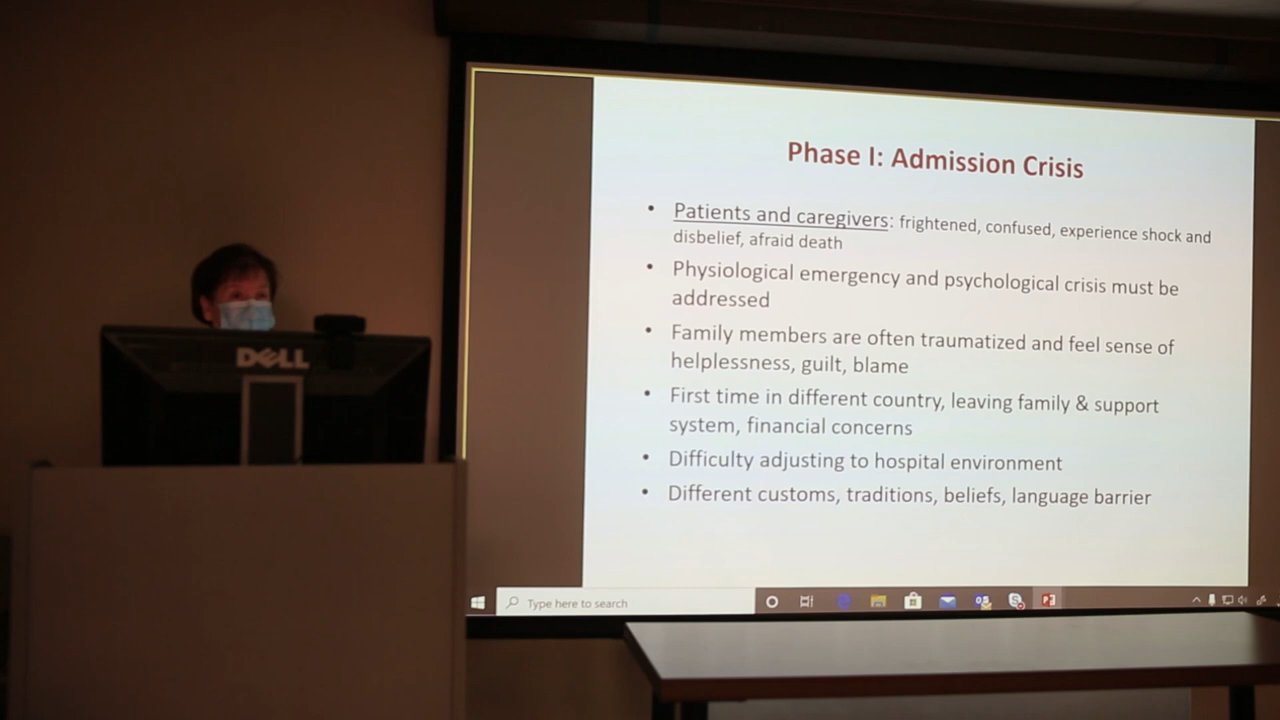 Phase I: Admission Crisis
• Patients and caregivers: frightened, confused, experience shock and
disbelief, afraid death
• Physiological emergency and psychological crisis must be
addressed
• Family members are often traumatized and feel sense of
helplessness, guilt, blame
• First time in different country, leaving family & support
system, financial concerns
• Difficulty adjusting to hospital environment
• Different customs, traditions, beliefs, language barrier
DELL
Type here to search